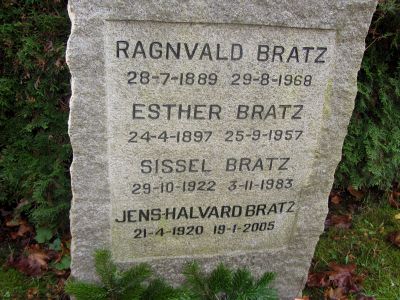 RAGNVALD BRATZ
28-7-1889 29-8-1968
ESTHER BRATZ
24-4-1897 25-9-1957
SISSEL BRATZ
29-10-1922 3-11-1983
JENS-HALVARD BRATZ
21-4-1920 19-1-2005